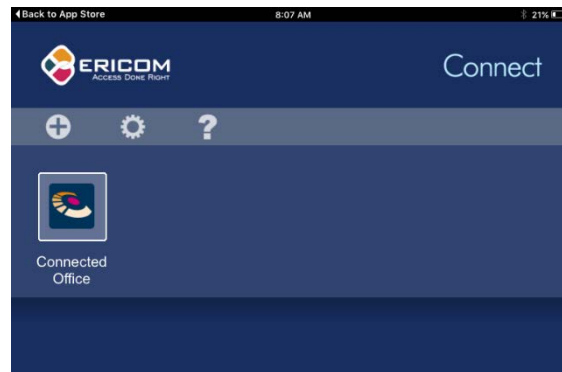 Back to App Store 8:07 AM 21%
ERICOM Connect
ACCESS DONE RIGHT
?
Connected
Office